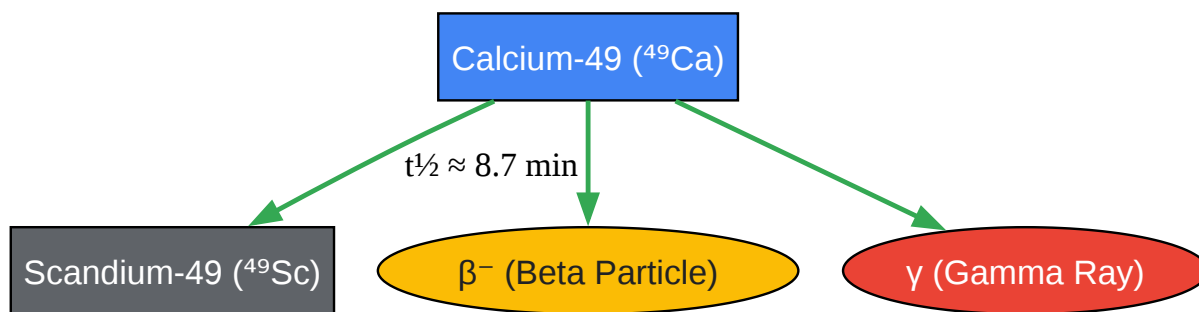 Calcium-49 (⁴⁹Ca)
t½ ≈ 8.7 min
Scandium-49 (⁴⁹Sc)
β⁻ (Beta Particle)
γ (Gamma Ray)